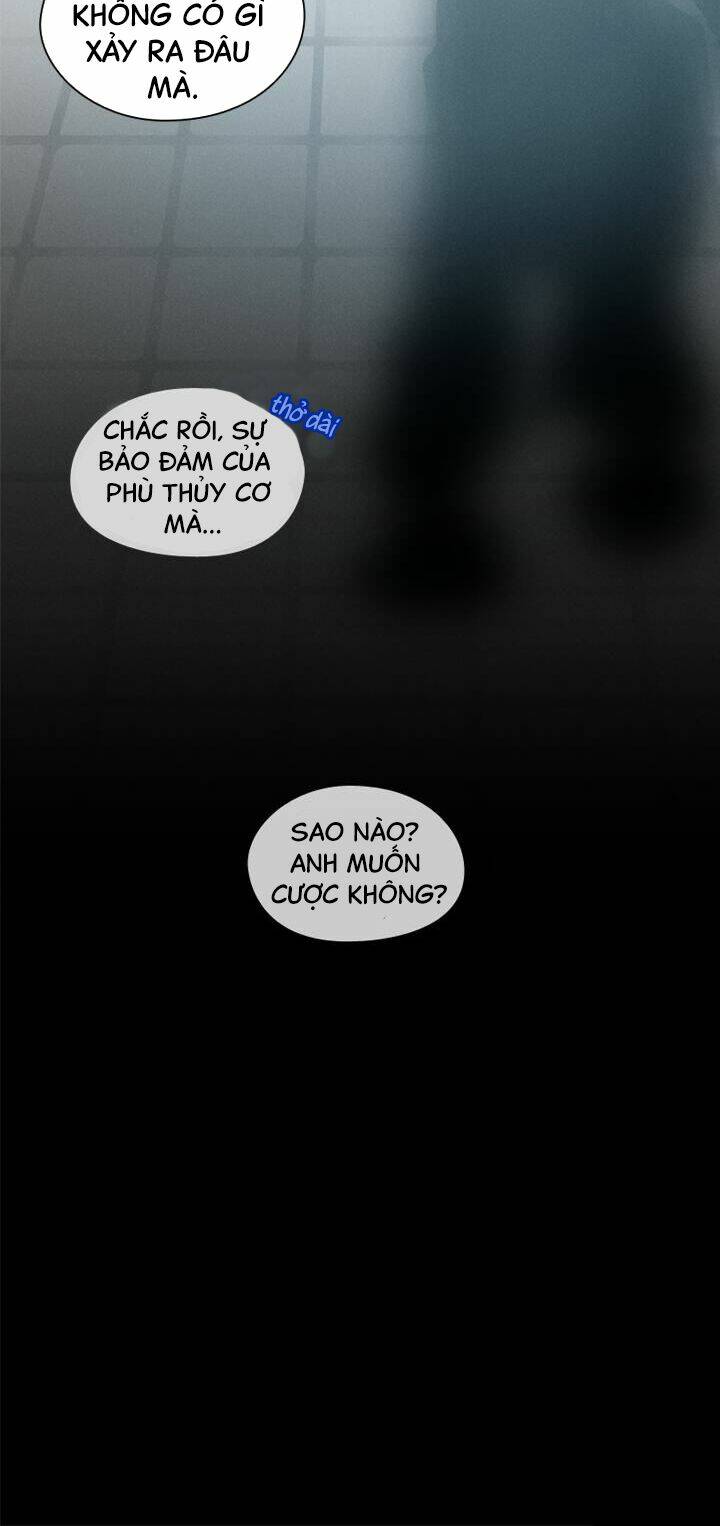 KHÔNG CÓ GÌ
XẢY RA ĐÂU
MÀ.
thở dài
CHẮC RỒI, SỰ
BẢO ĐẢM CỦA
PHÙ THỦY CƠ
MÀ...
SAO NÀO?
ANH MUỐN
CƯỢC KHÔNG?